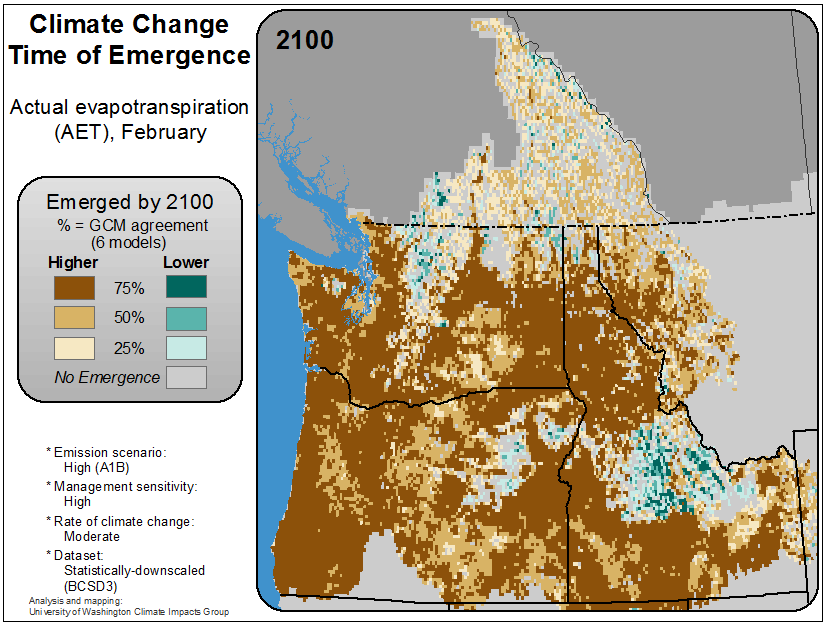 Climate Change
Time of Emergence
Actual evapotranspiration
(AET), February
Emerged by 2100
% = GCM agreement
(6 models)
Higher Lower
75%
50%
25%
No Emergence
* Emission scenario:
High (A1B)
* Management sensitivity:
High
* Rate of climate change:
Moderate
* Dataset:
Statistically-downscaled
(BCSD3)
Analysis and mapping:
University of Washington Climate Impacts Group
2100